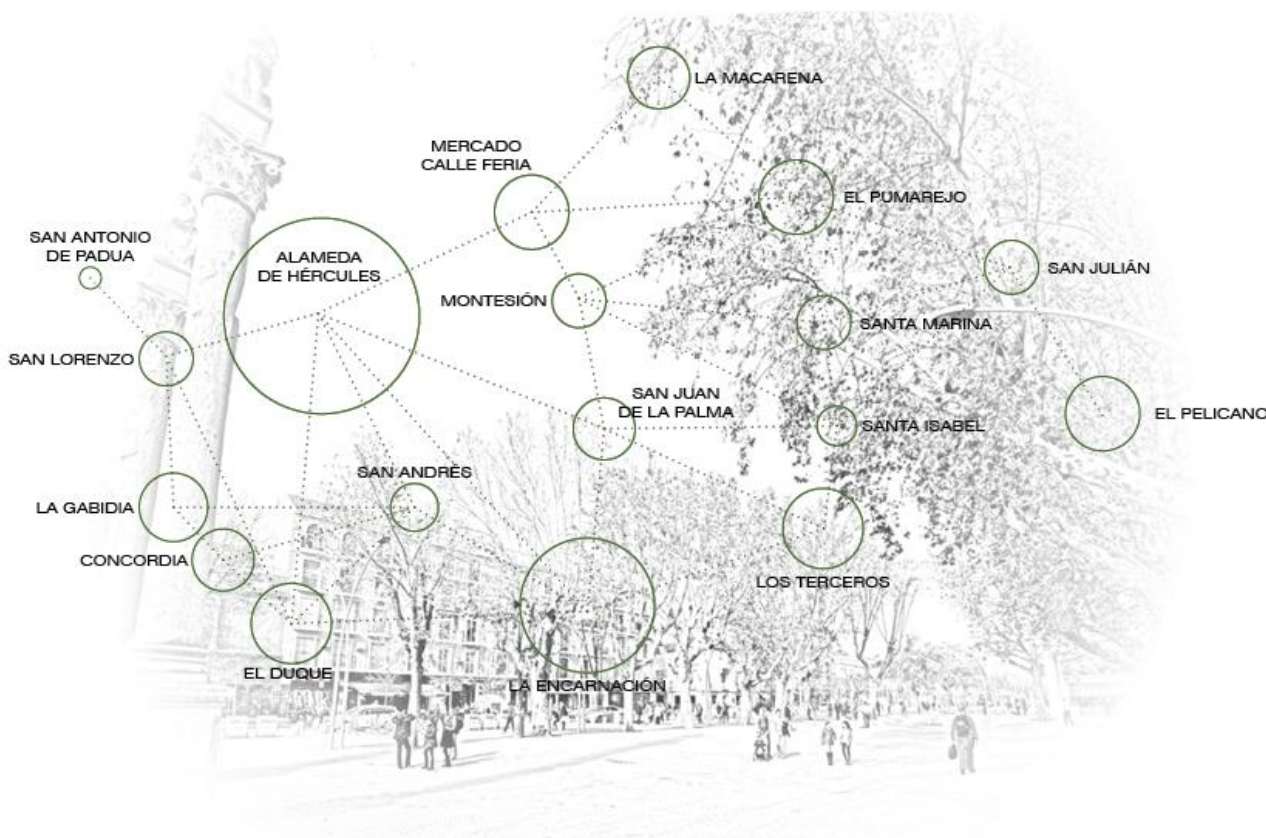 LA MACARENA
MERCADO
CALLE FERIA
EL PUMAREJO
SAN ANTONIO
DE PADUA
ALAMEDA
DE HÉRCULES
SAN JULIÁN
MONTESIÓN
SANTA MARINA
SAN LORENZO
SAN JUAN
DE LA PALMA
EL PELICANO
SANTA ISABEL
SAN ANDRÈS
LA GABIDIA
CONCORDIA
LOS TERCEROS
EL DUQUE
LA ENCARNACIÓN